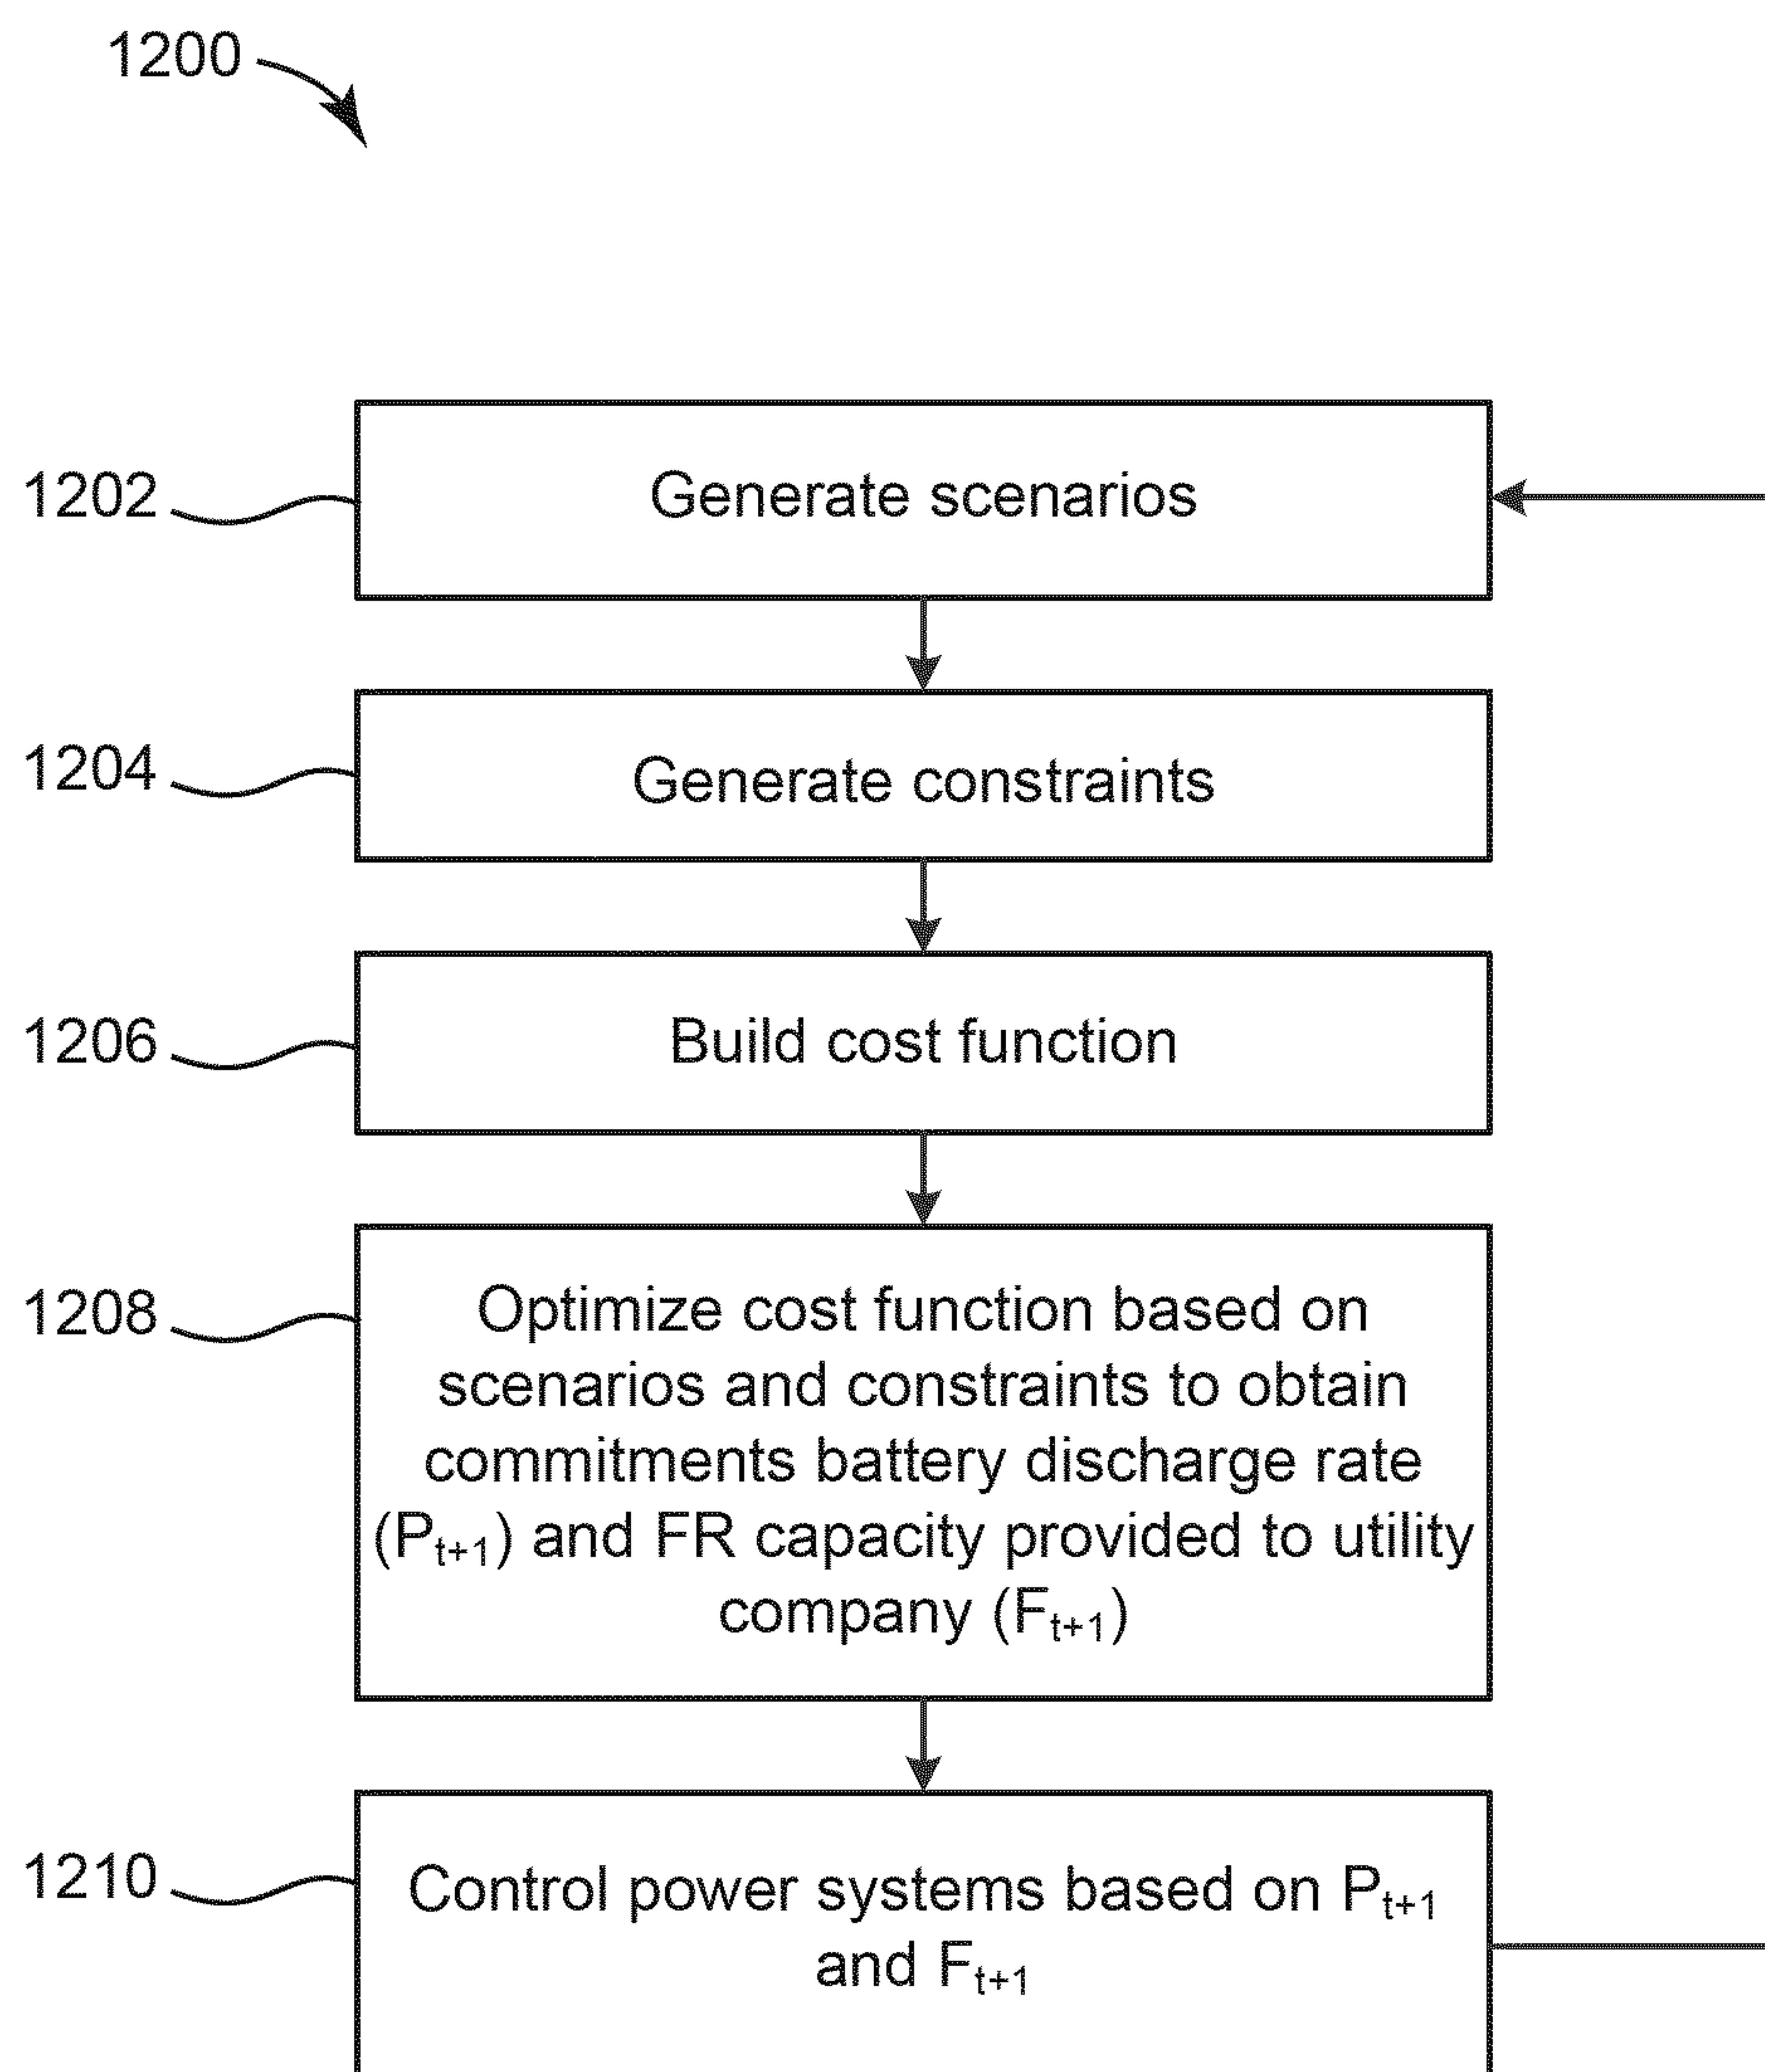 1200
1202
Generate scenarios
1204
Generate constraints
1206
Build cost function
1208
Optimize cost function based on
scenarios and constraints to obtain
commitments battery discharge rate
(Pₜ₊₁) and FR capacity provided to utility
company (Fₜ₊₁)
1210
Control power systems based on Pₜ₊₁
and Fₜ₊₁